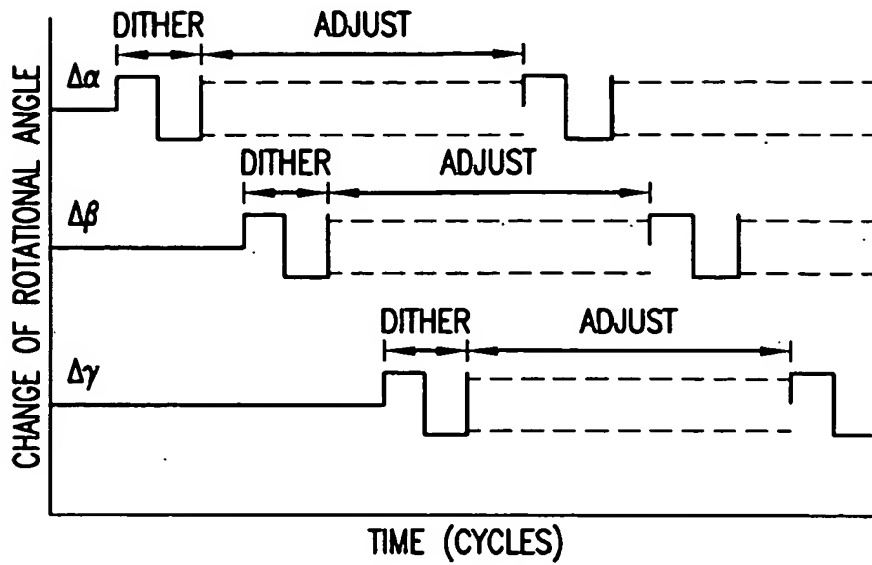 DITHER ADJUST
Δα
DITHER ADJUST
Δβ
DITHER ADJUST
Δγ
CHANGE OF ROTATIONAL ANGLE
TIME (CYCLES)